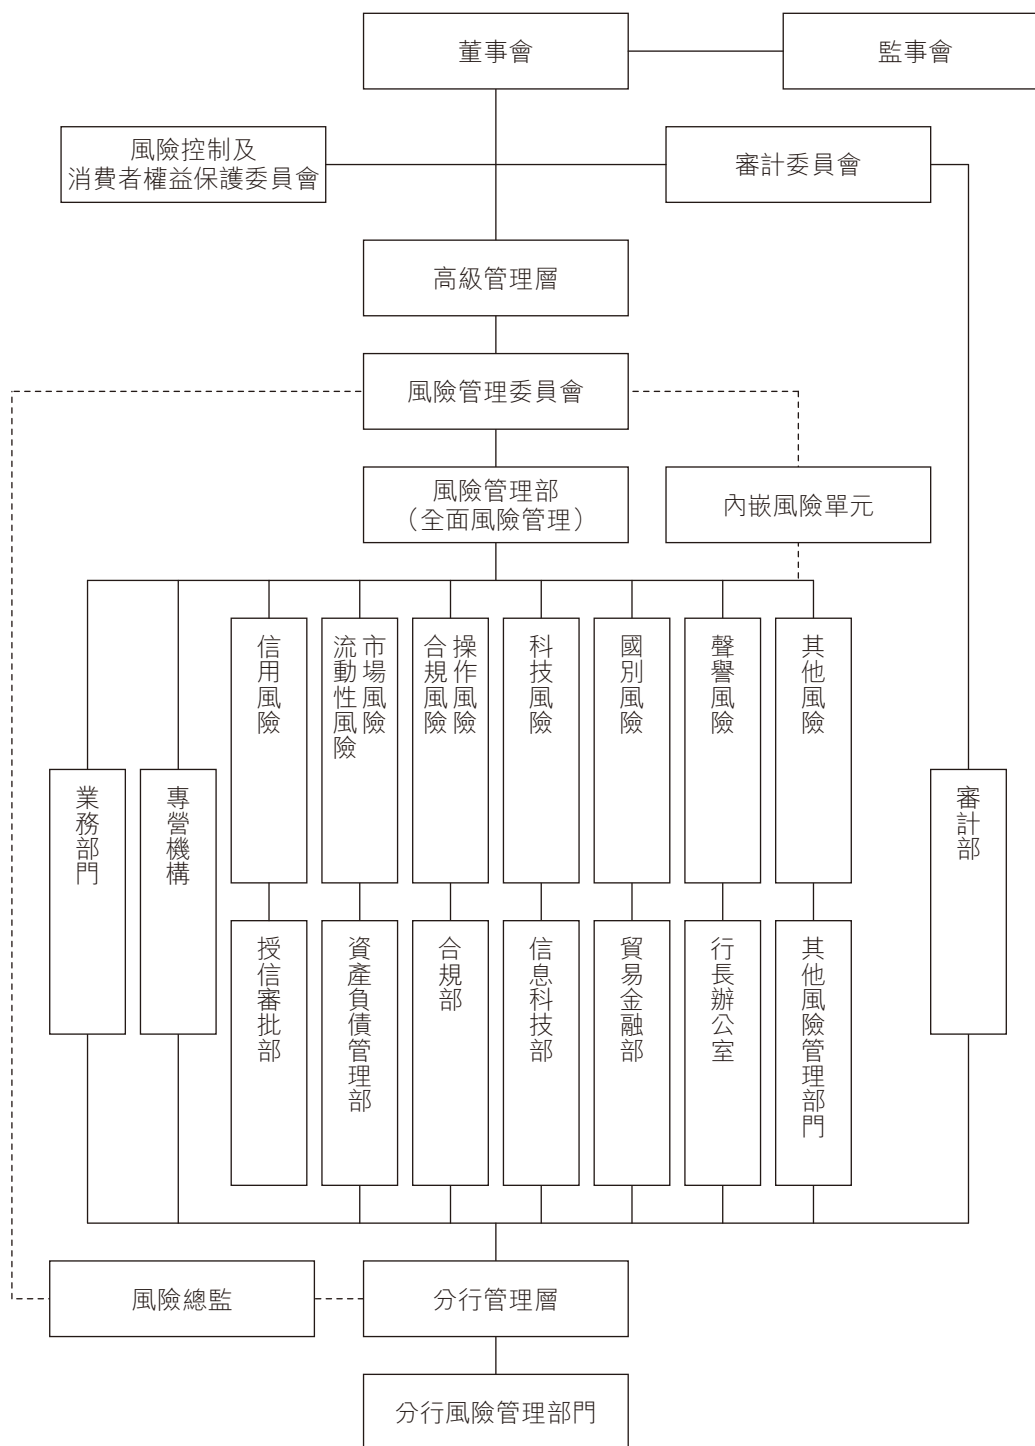 董事會
監事會
風險控制及
消費者權益保護委員會
審計委員會
高級管理層
風險管理委員會
風險管理部
（全面風險管理）
內嵌風險單元
信用風險
市場風險
流動性風險
操作風險
合規風險
科技風險
國別風險
聲譽風險
其他風險
業務部門
專營機構
審計部
授信審批部
資產負債管理部
合規部
信息科技部
貿易金融部
行長辦公室
其他風險管理部門
風險總監
分行管理層
分行風險管理部門